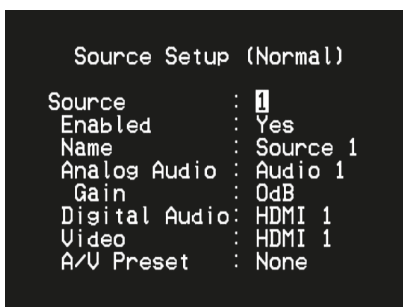 Source Setup (Normal)
Source : 1
Enabled : Yes
Name : Source 1
Analog Audio : Audio 1
Gain : 0dB
Digital Audio: HDMI 1
Video : HDMI 1
A/V Preset : None